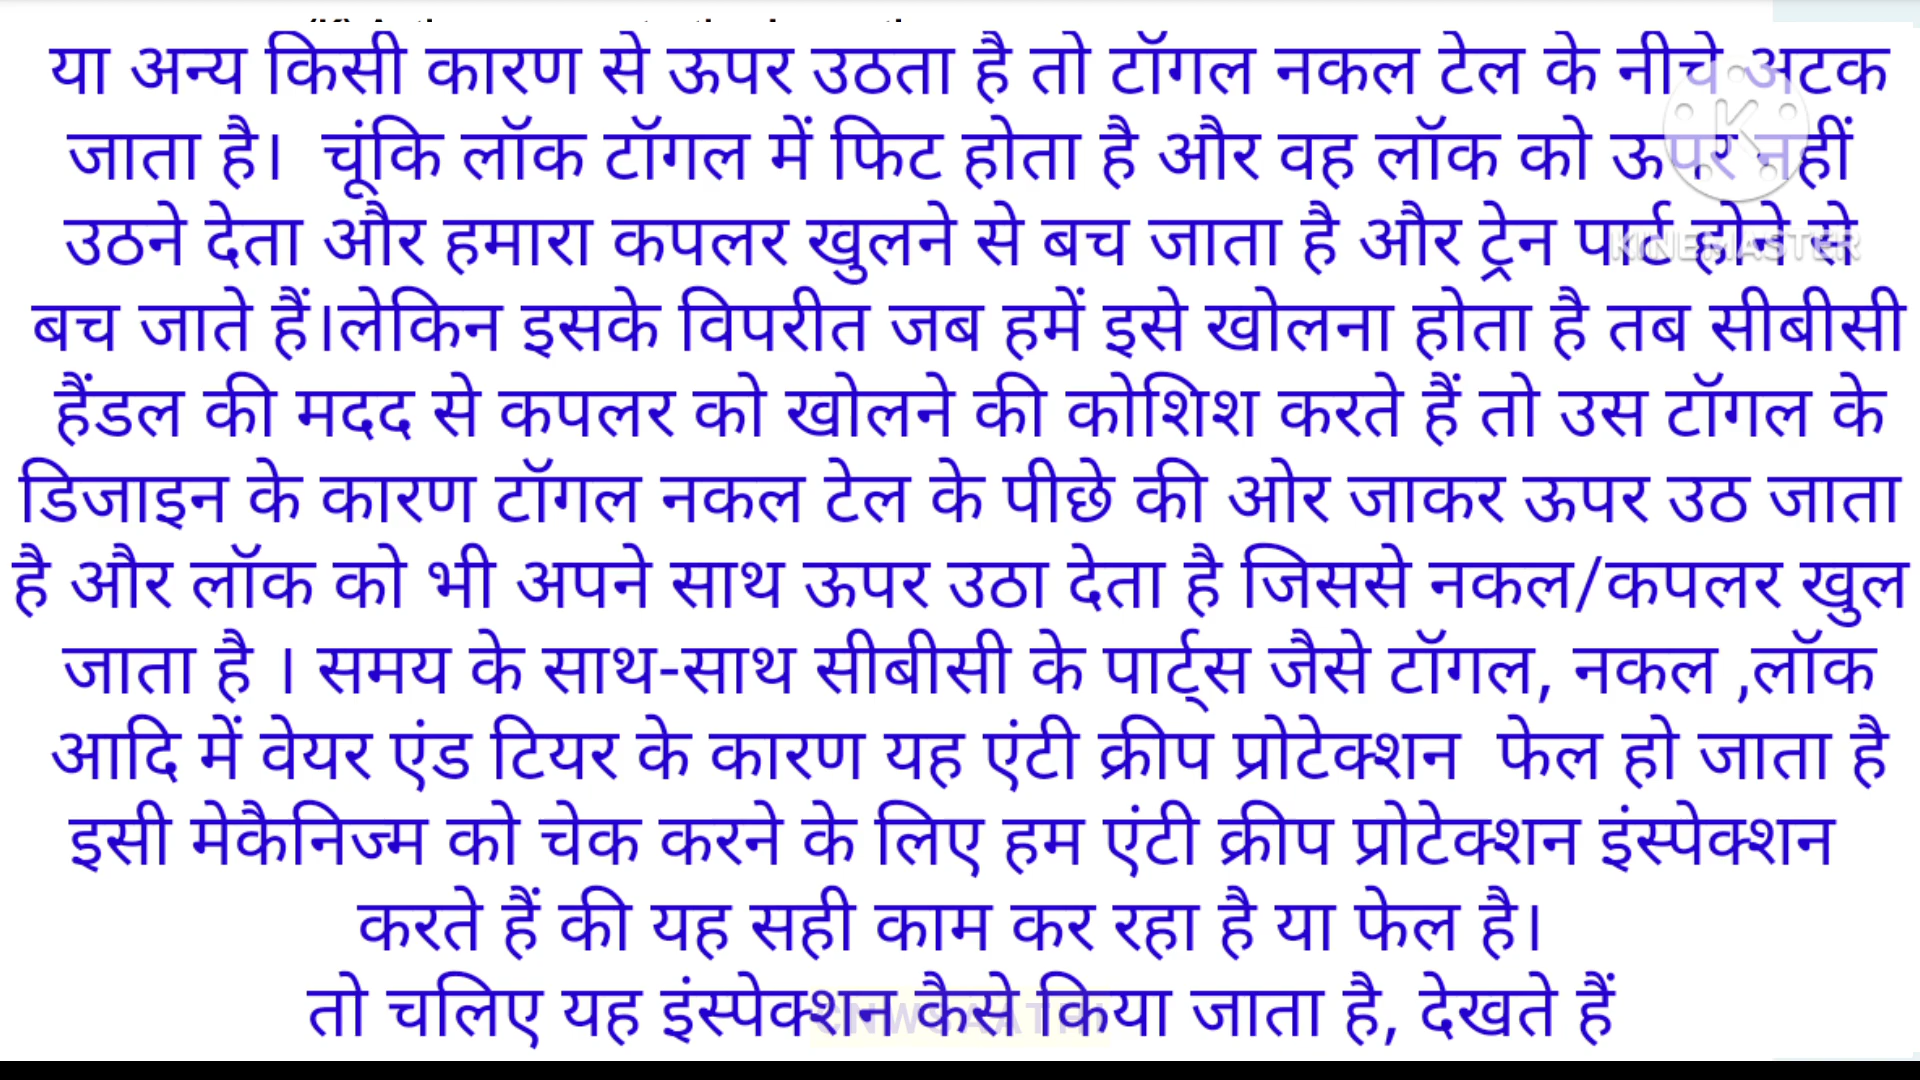 या अन्य किसी कारण से ऊपर उठता है तो टॉगल नकल टेल के नीचे अटक
जाता है।  चूंकि लॉक टॉगल में फिट होता है और वह लॉक को ऊपर नहीं
उठने देता और हमारा कपलर खुलने से बच जाता है और ट्रेन पार्ट होने से
KINEMASTER
बच जाते हैं।लेकिन इसके विपरीत जब हमें इसे खोलना होता है तब सीबीसी
हैंडल की मदद से कपलर को खोलने की कोशिश करते हैं तो उस टॉगल के
डिजाइन के कारण टॉगल नकल टेल के पीछे की ओर जाकर ऊपर उठ जाता
है और लॉक को भी अपने साथ ऊपर उठा देता है जिससे नकल/कपलर खुल
जाता है । समय के साथ-साथ सीबीसी के पार्ट्स जैसे टॉगल, नकल ,लॉक
आदि में वेयर एंड टियर के कारण यह एंटी क्रीप प्रोटेक्शन  फेल हो जाता है
इसी मेकैनिज्म को चेक करने के लिए हम एंटी क्रीप प्रोटेक्शन इंस्पेक्शन
करते हैं की यह सही काम कर रहा है या फेल है।
तो चलिए यह इंस्पेक्शन कैसे किया जाता है, देखते हैं